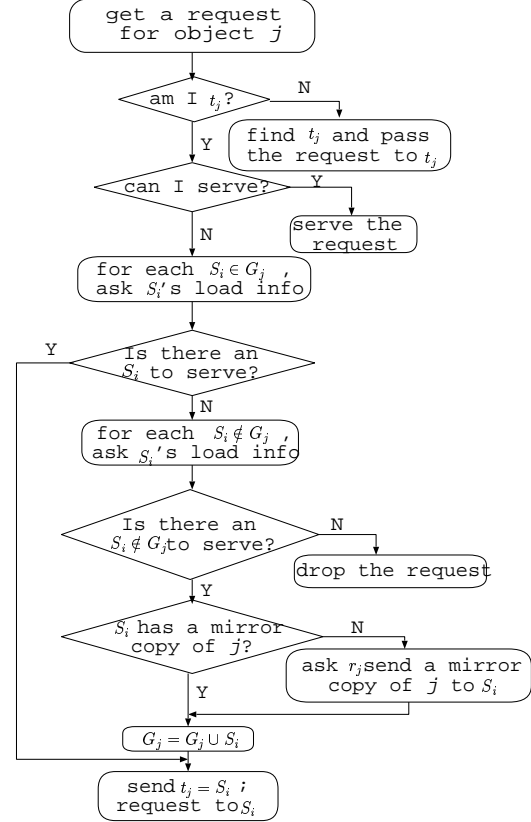 get a request
for object j
am I t_j?
N
find t_j and pass
the request to t_j
Y
can I serve?
Y
serve the
request
N
for each S_i ∈ G_j ,
ask S_i's load info
Is there an
S_i to serve?
Y
N
for each S_i ∉ G_j ,
ask S_i's load info
Is there an
S_i ∉ G_j to serve?
N
drop the request
Y
S_i has a mirror
copy of j?
N
ask r_j send a mirror
copy of j to S_i
Y
G_j = G_j ∪ S_i
send t_j = S_i ;
request to S_i